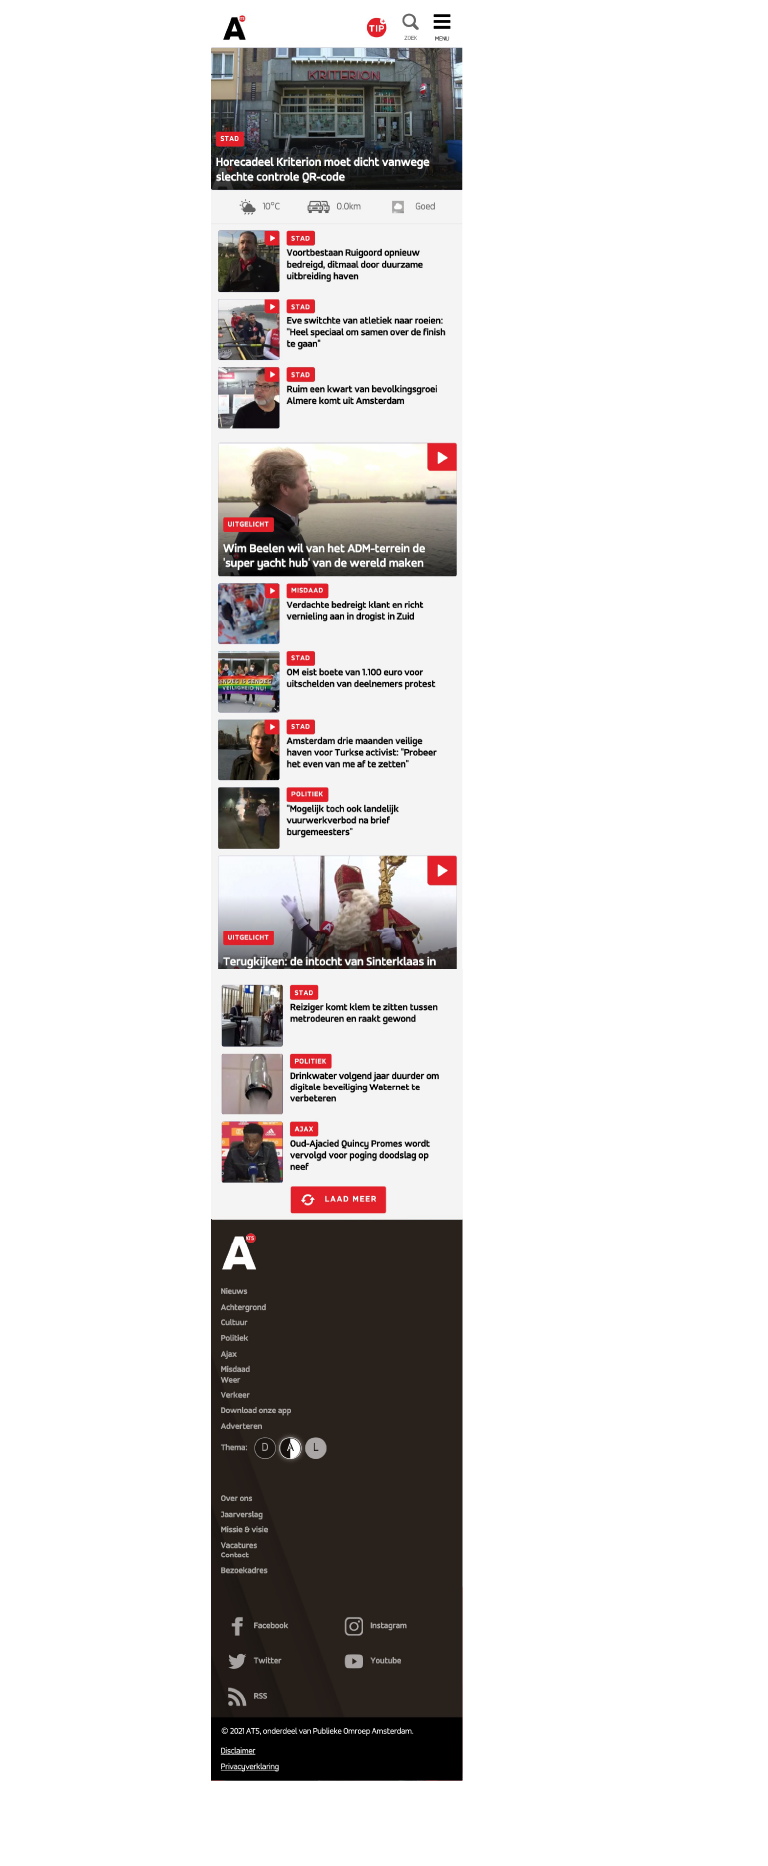 A
TIP
ZOEK
MENU
KRITERION
STAD
Horecadeel Kriterion moet dicht vanwege
slechte controle QR-code
10°C
0.0km
Goed
STAD
Voortbestaan Ruigoord opnieuw
bedreigd, ditmaal door duurzame
uitbreiding haven
STAD
Eve switchte van atletiek naar roeien:
"Heel speciaal om samen over de finish
te gaan"
STAD
Ruim een kwart van bevolkingsgroei
Almere komt uit Amsterdam
UITGELICHT
Wim Beelen wil van het ADM-terrein de
'super yacht hub' van de wereld maken
MISDAAD
Verdachte bedreigt klant en richt
vernieling aan in drogist in Zuid
STAD
OM eist boete van 1.100 euro voor
uitschelden van deelnemers protest
VEILIGHEID NU!
STAD
Amsterdam drie maanden veilige
haven voor Turkse activist: "Probeer
het even van me af te zetten"
POLITIEK
"Mogelijk toch ook landelijk
vuurwerkverbod na brief
burgemeesters"
UITGELICHT
Terugkijken: de intocht van Sinterklaas in
STAD
Reiziger komt klem te zitten tussen
metrodeuren en raakt gewond
POLITIEK
Drinkwater volgend jaar duurder om
digitale beveiliging Waternet te
verbeteren
AJAX
Oud-Ajacied Quincy Promes wordt
vervolgd voor poging doodslag op
neef
LAAD MEER
A AT5
Nieuws
Achtergrond
Cultuur
Politiek
Ajax
Misdaad
Weer
Verkeer
Download onze app
Adverteren
Thema: D A L
Over ons
Jaarverslag
Missie & visie
Vacatures
Contact
Bezoekadres
Facebook
Instagram
Twitter
Youtube
RSS
© 2021 AT5, onderdeel van Publieke Omroep Amsterdam.
Disclaimer
Privacyverklaring